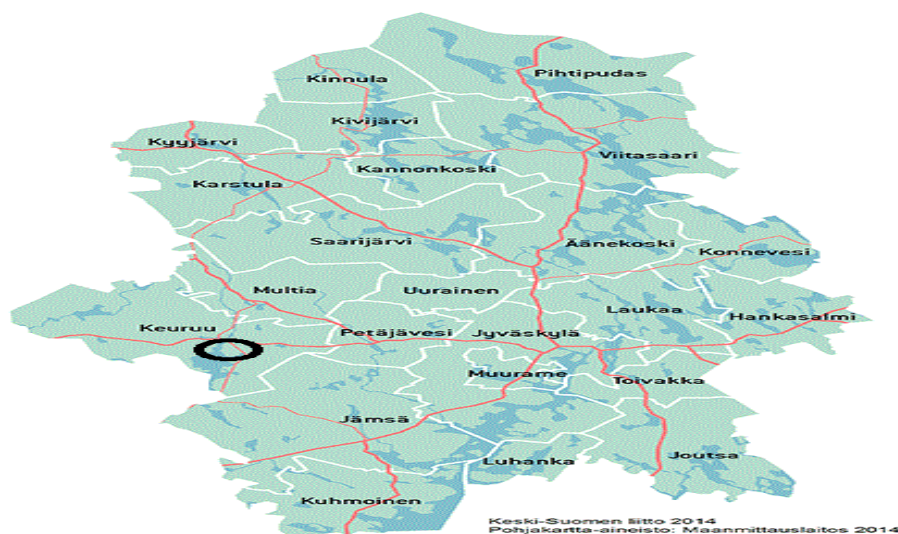 Pihtipudas
Kinnula
Kivijärvi
Kyyjärvi
Viitasaari
Kannonkoski
Karstula
Saarijärvi
Äänekoski
Konnevesi
Multia
Uurainen
Laukaa
Hankasalmi
Keuruu
Petäjävesi
Jyväskylä
Muurame
Toivakka
Jämsä
Joutsa
Luhanka
Kuhmoinen
Keski-Suomen liitto 2014
Pohjakartta-aineisto: Maanmittauslaitos 2014